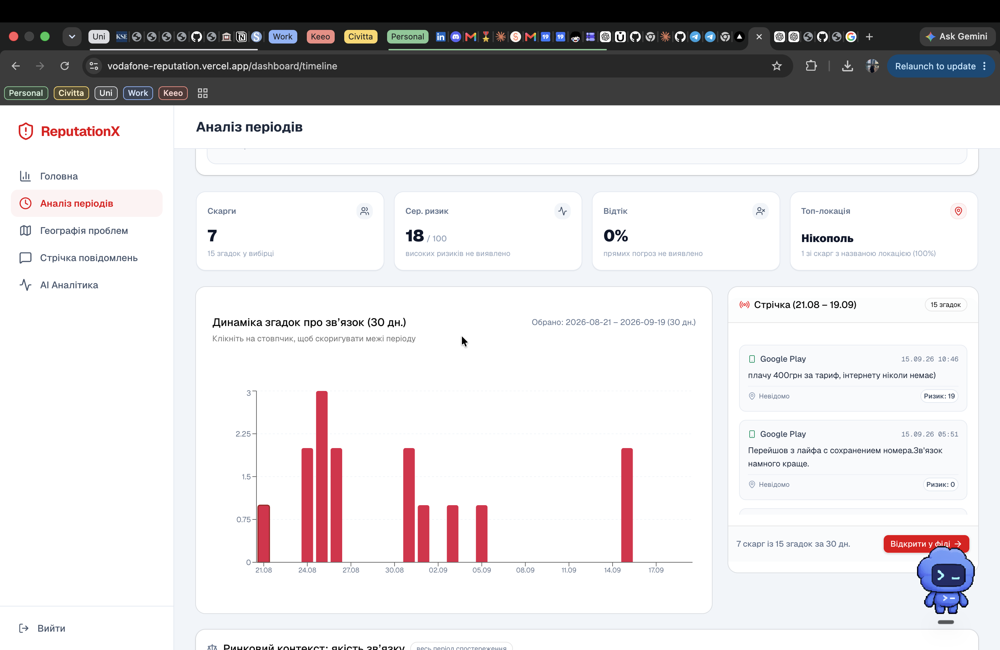 Uni
KSE
Work
Keeo
Civitta
Personal
19
19
Ask Gemini
vodafone-reputation.vercel.app/dashboard/timeline
Relaunch to update
Personal
Civitta
Uni
Work
Keeo
ReputationX
Головна
Аналіз періодів
Географія проблем
Стрічка повідомлень
AI Аналітика
Вийти
Аналіз періодів
Скарги
7
15 згадок у вибірці
Сер. ризик
18 / 100
високих ризиків не виявлено
Відтік
0%
прямих погроз не виявлено
Топ-локація
Нікополь
1 зі скарг з названою локацією (100%)
Динаміка згадок про зв’язок (30 дн.)
Обрано: 2026-08-21 – 2026-09-19 (30 дн.)
Клікніть на стовпчик, щоб скоригувати межі періоду
3
2.25
1.5
0.75
0
21.08
24.08
27.08
30.08
02.09
05.09
08.09
11.09
14.09
17.09
Стрічка (21.08 – 19.09)
15 згадок
Google Play
15.09.26 10:46
плачу 400грн за тариф, інтернету ніколи немає)
Невідомо
Ризик: 19
Google Play
15.09.26 05:51
Перейшов з лайфа с сохранением номера.Зв'язок
намного краще.
Невідомо
Ризик: 0
7 скарг із 15 згадок за 30 дн.
Відкрити у фіді →
Ринковий контекст: якість зв’язку
весь період спостереження